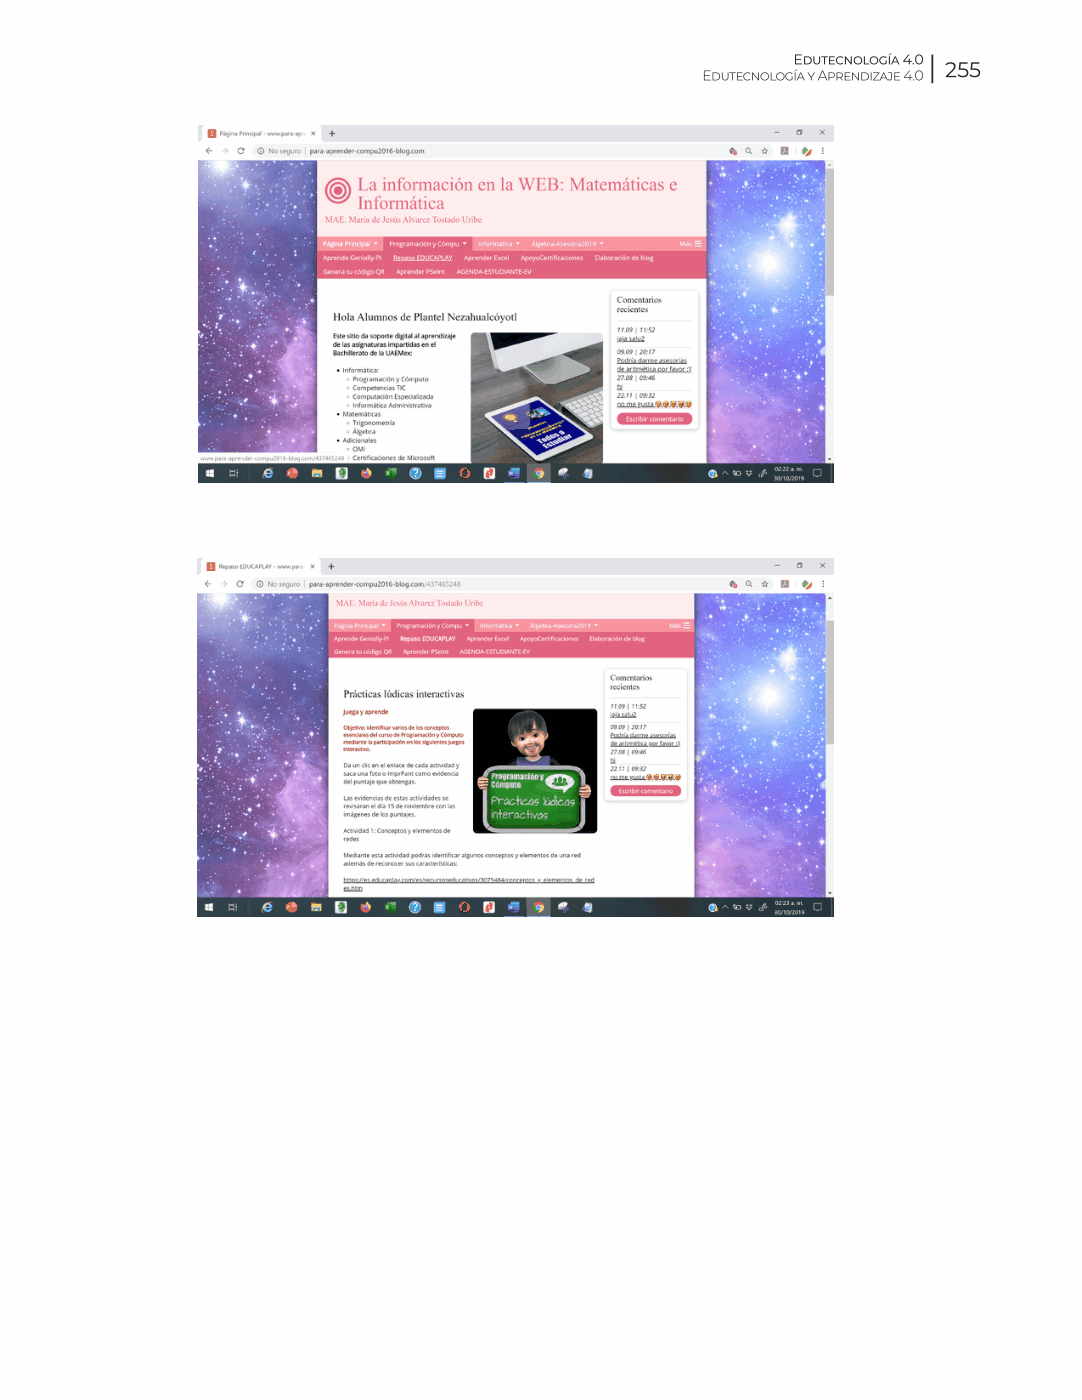 Edutecnología 4.0
Edutecnología y Aprendizaje 4.0
255
Página Principal - www.para-apr
No seguro | para-aprender-compu2016-blog.com
La información en la WEB: Matemáticas e
Informática
MAE. María de Jesús Alvarez Tostado Uribe
Página Principal Programación y Cómpu Informática Álgebra-Asesaria2019 Más
Aprende Genially-PI Repaso EDUCAPLAY Aprender Excel ApoyoCertificaciones Elaboración de blog
Genera tu código QR Aprender PSeInt AGENDA-ESTUDIANTE-EV
Hola Alumnos de Plantel Nezahualcóyotl
Este sitio da soporte digital al aprendizaje
de las asignaturas impartidas en el
Bachillerato de la UAEMex:
Informática:
Programación y Cómputo
Competencias TIC
Computación Especializada
Informática Administrativa
Matemáticas
Trigonometría
Álgebra
Adicionales
OMI
Certificaciones de Microsoft
Todos a
Estudiar
Comentarios
recientes
11.09 | 11:52
jaja salu2
09.09 | 20:17
Podría darme asesorías
de aritmética por favor :'(
27.08 | 09:46
hi
22.11 | 09:32
no me gusta
Escribir comentario
www.para-aprender-compu2016-blog.com/437465248
02:22 a. m.
30/10/2019
Repaso EDUCAPLAY - www.para-
No seguro | para-aprender-compu2016-blog.com/437465248
MAE. María de Jesús Alvarez Tostado Uribe
Página Principal Programación y Cómpu Informática Álgebra-Asesaria2019 Más
Aprende Genially-PI Repaso EDUCAPLAY Aprender Excel ApoyoCertificaciones Elaboración de blog
Genera tu código QR Aprender PSeInt AGENDA-ESTUDIANTE-EV
Prácticas lúdicas interactivas
Juega y aprende
Objetivo: identificar varios de los conceptos
esenciales del curso de Programación y Cómputo
mediante la participación en los siguientes juegos
interactivo.
Da un clic en el enlace de cada actividad y
saca una foto o ImprPant como evidencia
del puntaje que obtengas.
Las evidencias de estas actividades se
revisaran el día 15 de noviembre con las
imágenes de los puntajes.
Actividad 1: Conceptos y elementos de
redes
Mediante esta actividad podrás identificar algunos conceptos y elementos de una red
además de reconocer sus características:
https://es.educaplay.com/es/recursoseducativos/3075484/conceptos_y_elementos_de_red
es.htm
Programación y
Cómputo
Prácticas lúdicas
interactivas
Comentarios
recientes
11.09 | 11:52
jaja salu2
09.09 | 20:17
Podría darme asesorías
de aritmética por favor :'(
27.08 | 09:46
hi
22.11 | 09:32
no me gusta
Escribir comentario
02:23 a. m.
30/10/2019